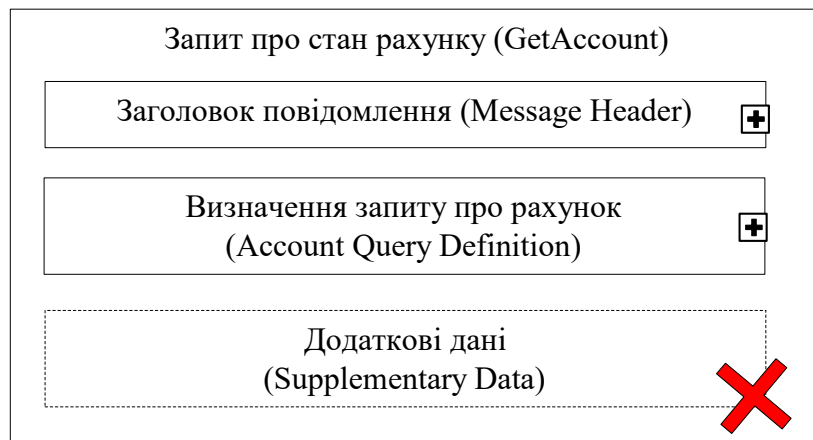 Запит про стан рахунку (GetAccount)
Заголовок повідомлення (Message Header)
Визначення запиту про рахунок
(Account Query Definition)
Додаткові дані
(Supplementary Data)